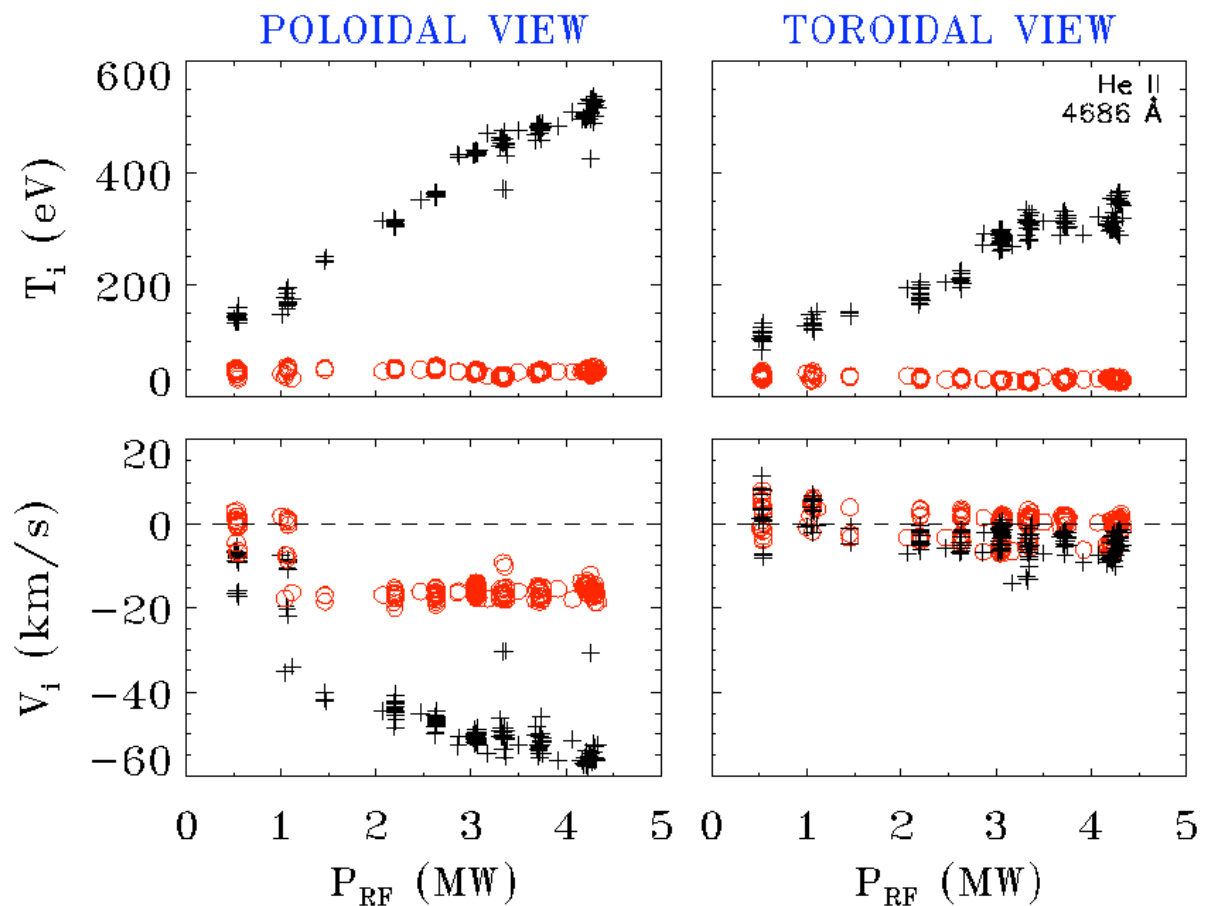 POLOIDAL VIEW
TOROIDAL VIEW
600
400
200
0
T_i (eV)
He II
4686 Å
20
0
−20
−40
−60
V_i (km/s)
0 1 2 3 4 5
0 1 2 3 4 5
P_RF (MW)
P_RF (MW)